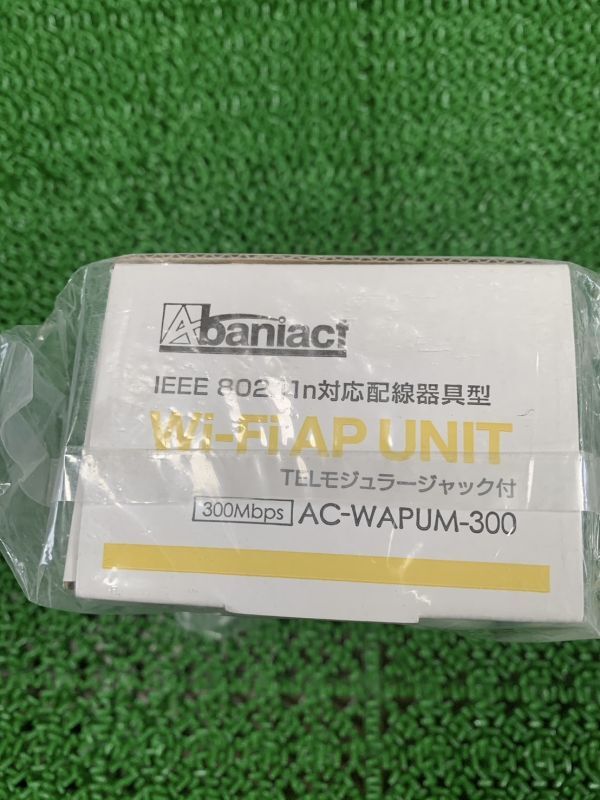 Abaniact
IEEE 802.11n対応配線器具型
Wi-Fi AP UNIT
TELモジュラージャック付
300Mbps AC-WAPUM-300